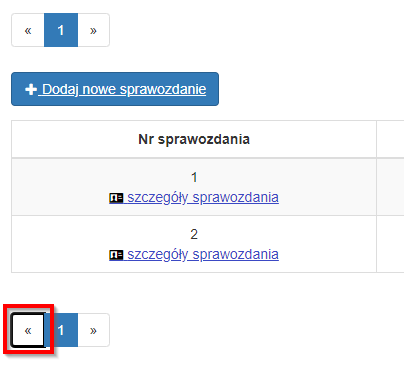 « 1 »
Dodaj nowe sprawozdanie
Nr sprawozdania
1
szczegóły sprawozdania
2
szczegóły sprawozdania
« 1 »